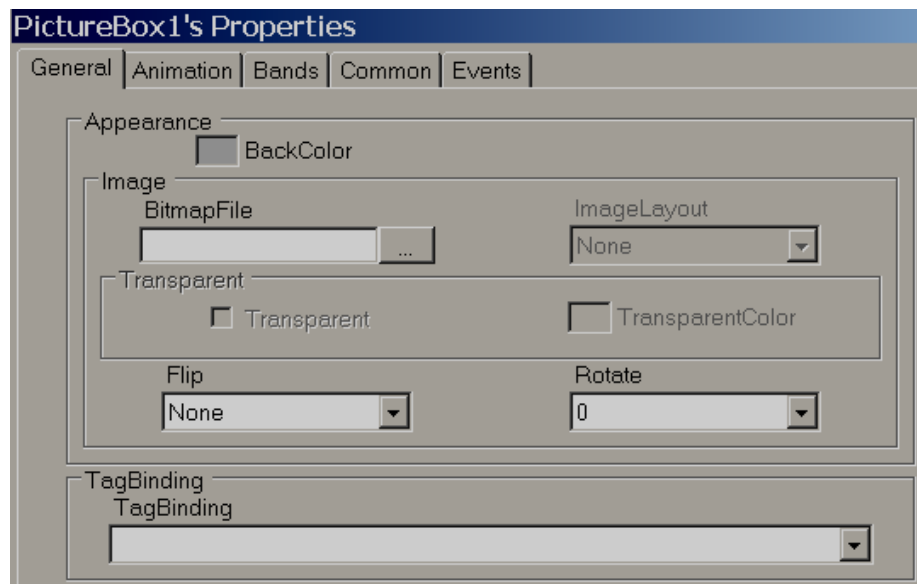 PictureBox1's Properties
General Animation Bands Common Events
Appearance
BackColor
Image
BitmapFile ImageLayout
... None
Transparent
Transparent TransparentColor
Flip Rotate
None 0
TagBinding
TagBinding